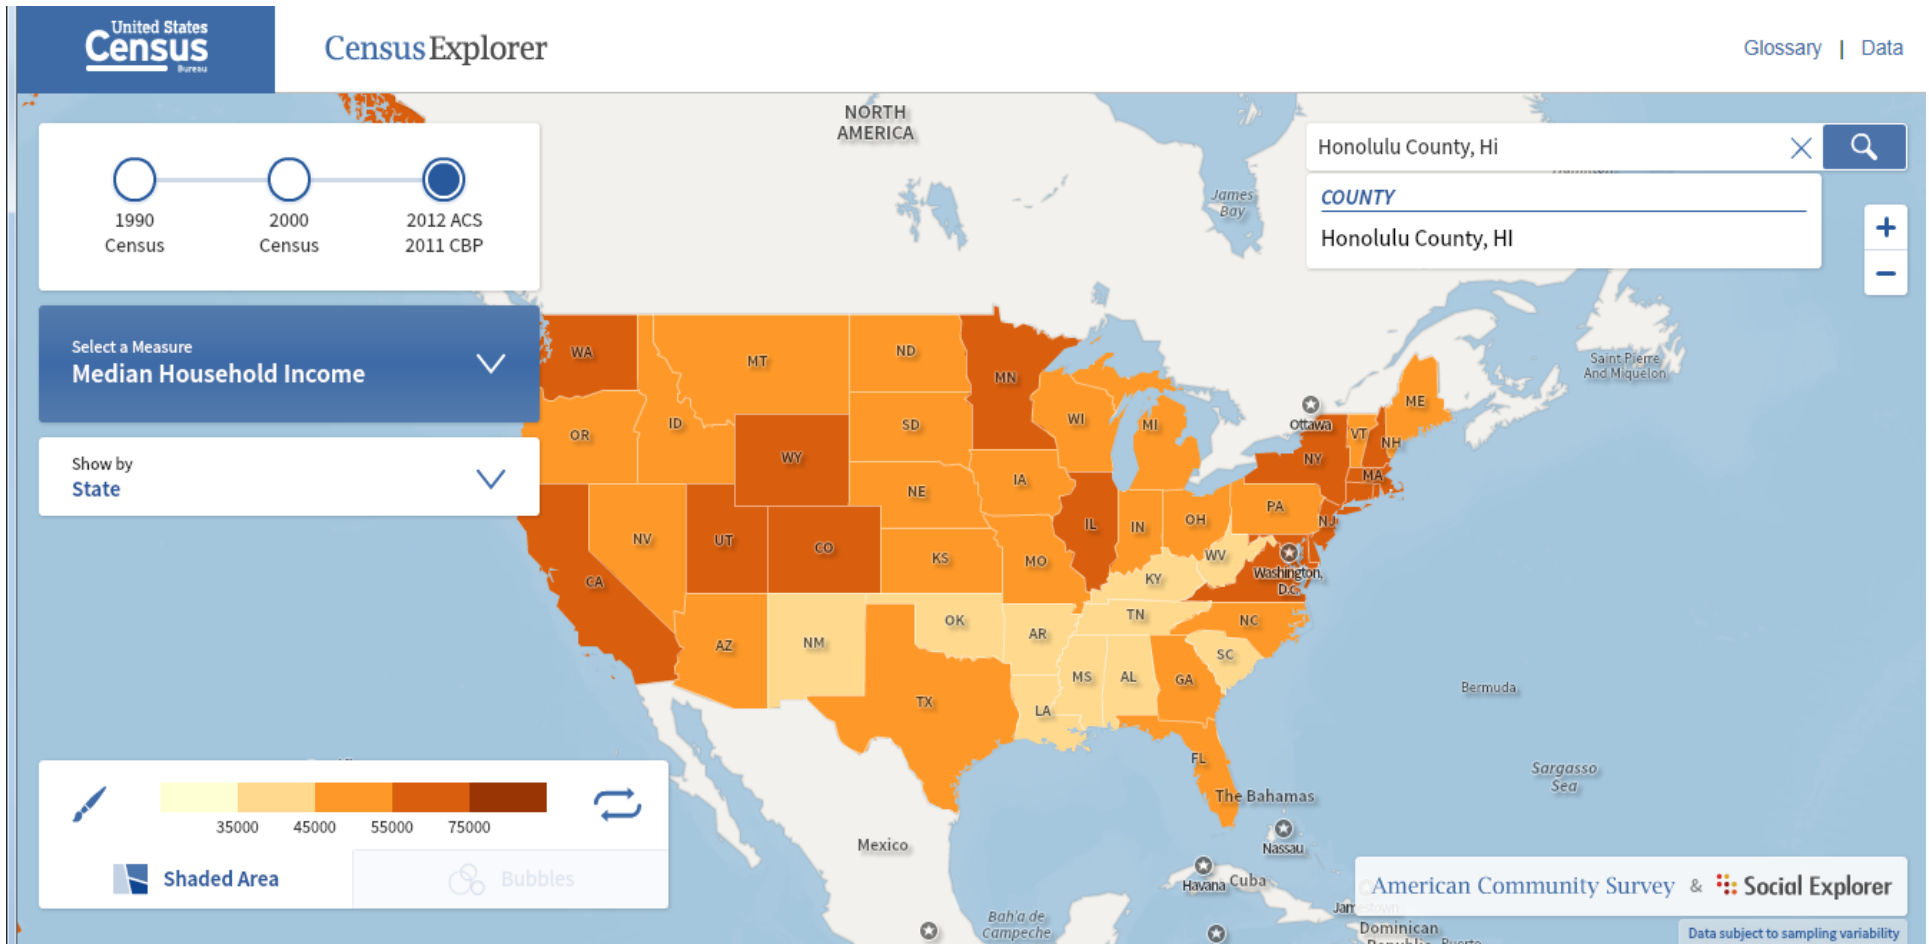 United States
Census
Bureau
Census Explorer
Glossary | Data
1990
Census
2000
Census
2012 ACS
2011 CBP
Select a Measure
Median Household Income
Show by
State
Honolulu County, Hi
COUNTY
Honolulu County, HI
+
−
NORTH
AMERICA
James
Bay
Saint Pierre
And Miquelon
Ottawa
WA
MT
ND
MN
OR
ID
SD
WI
MI
ME
VT
NH
WY
NY
MA
NE
IA
PA
NJ
NV
UT
CO
KS
MO
IL
IN
OH
WV
Washington,
D.C.
CA
KY
AZ
NM
OK
AR
TN
NC
SC
TX
LA
MS
AL
GA
FL
Bermuda
Sargasso
Sea
The Bahamas
Nassau
Mexico
Havana
Cuba
Bah'a de
Campeche
Dominican
35000
45000
55000
75000
Shaded Area
Bubbles
American Community Survey & Social Explorer
Data subject to sampling variability